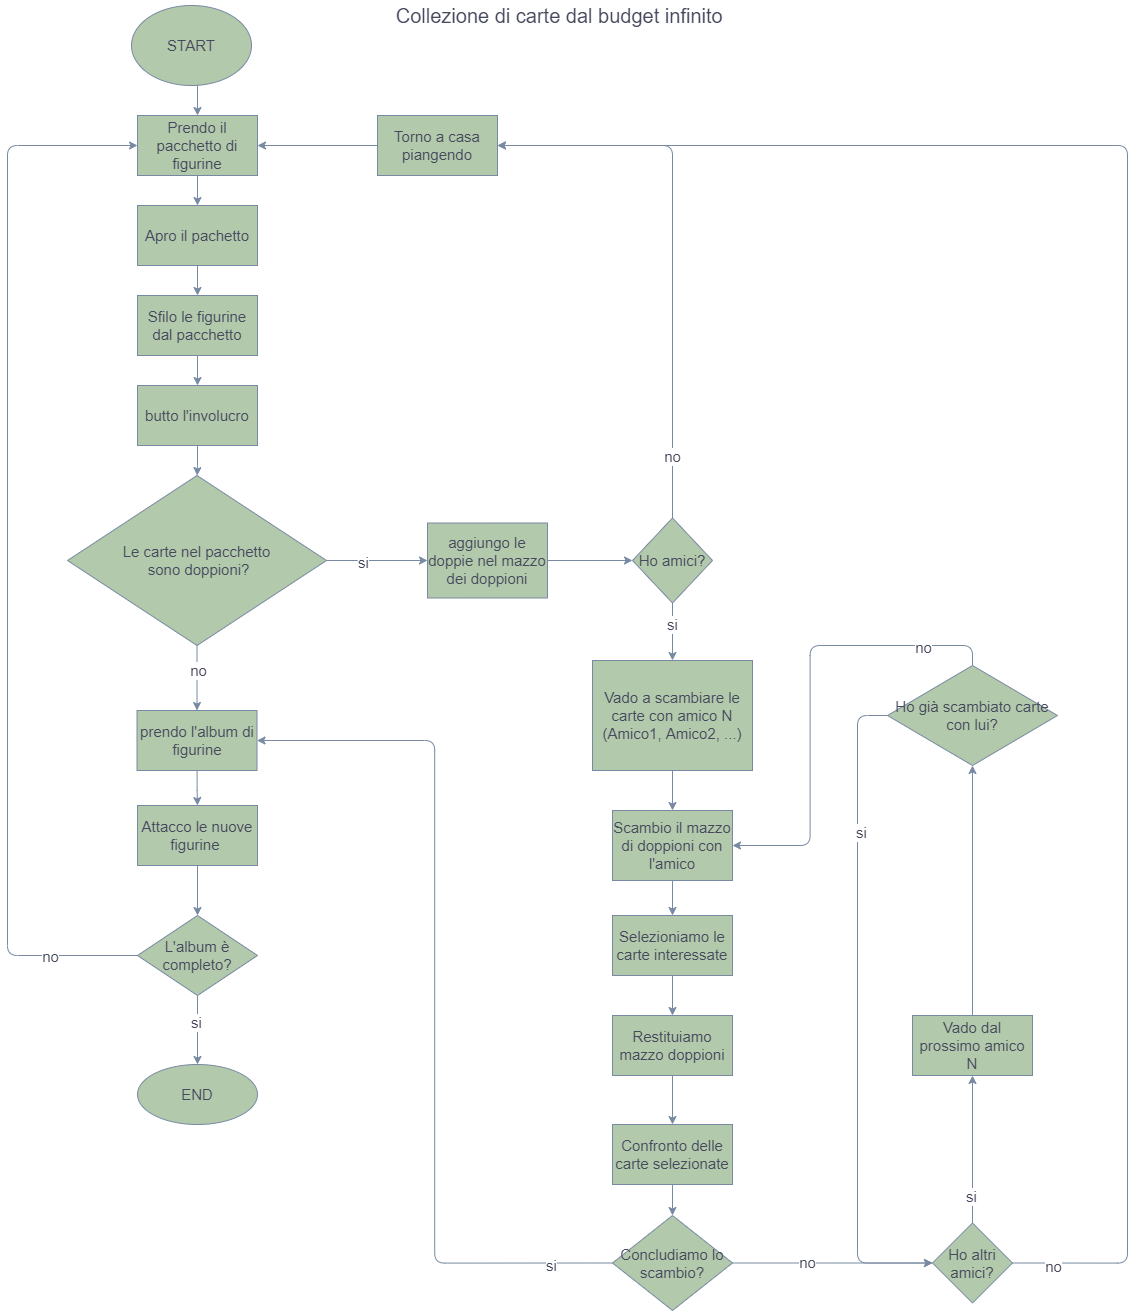 Collezione di carte dal budget infinito
START
Prendo il
pacchetto di
figurine
Torno a casa
piangendo
Apro il pachetto
Sfilo le figurine
dal pacchetto
butto l'involucro
no
Le carte nel pacchetto
sono doppioni?
si
aggiungo le
doppie nel mazzo
dei doppioni
Ho amici?
si
no
prendo l'album di
figurine
Attacco le nuove
figurine
L'album è
completo?
no
si
END
Vado a scambiare le
carte con amico N
(Amico1, Amico2, ...)
Scambio il mazzo
di doppioni con
l'amico
Selezioniamo le
carte interessate
Restituiamo
mazzo doppioni
Confronto delle
carte selezionate
Concludiamo lo
scambio?
si
no
no
Ho già scambiato carte
con lui?
si
Vado dal
prossimo amico
N
si
Ho altri
amici?
no